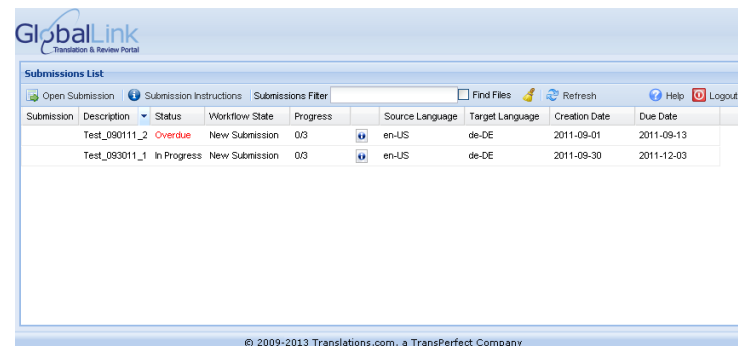 GlobalLink
Translation & Review Portal
Submissions List
Open Submission Submission Instructions Submissions Filter Find Files Refresh Help Logout
Submission Description Status Workflow State Progress Source Language Target Language Creation Date Due Date
Test_090111_2 Overdue New Submission 0/3 en-US de-DE 2011-09-01 2011-09-13
Test_093011_1 In Progress New Submission 0/3 en-US de-DE 2011-09-30 2011-12-03
© 2009-2013 Translations.com, a TransPerfect Company